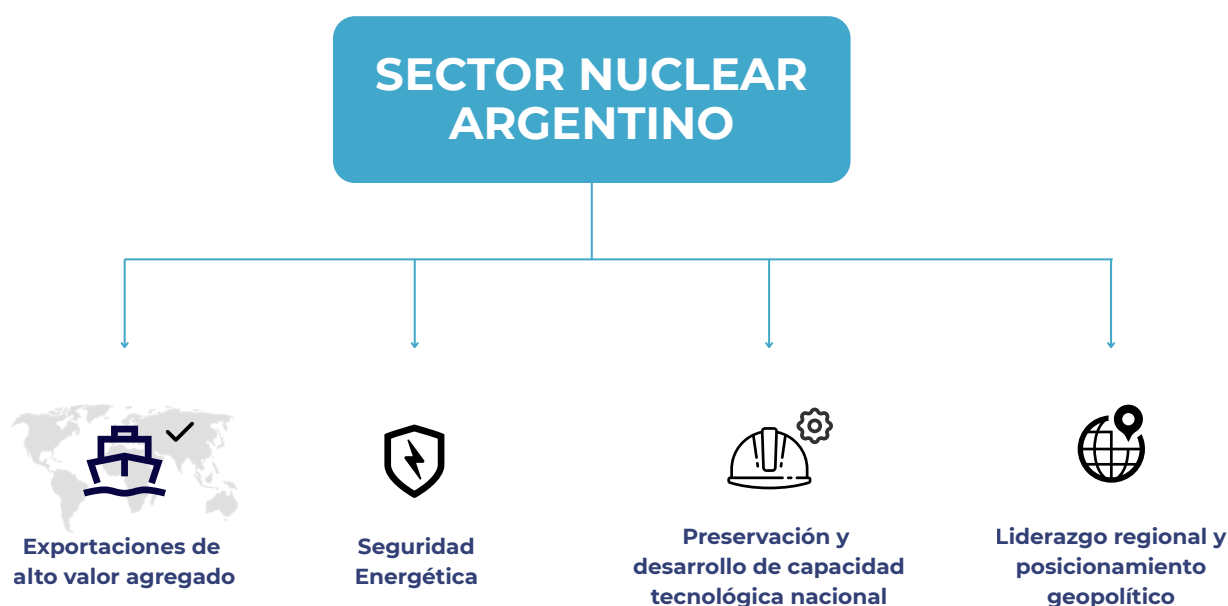 SECTOR NUCLEAR
ARGENTINO
Exportaciones de
alto valor agregado
Seguridad
Energética
Preservación y
desarrollo de capacidad
tecnológica nacional
Liderazgo regional y
posicionamiento
geopolítico